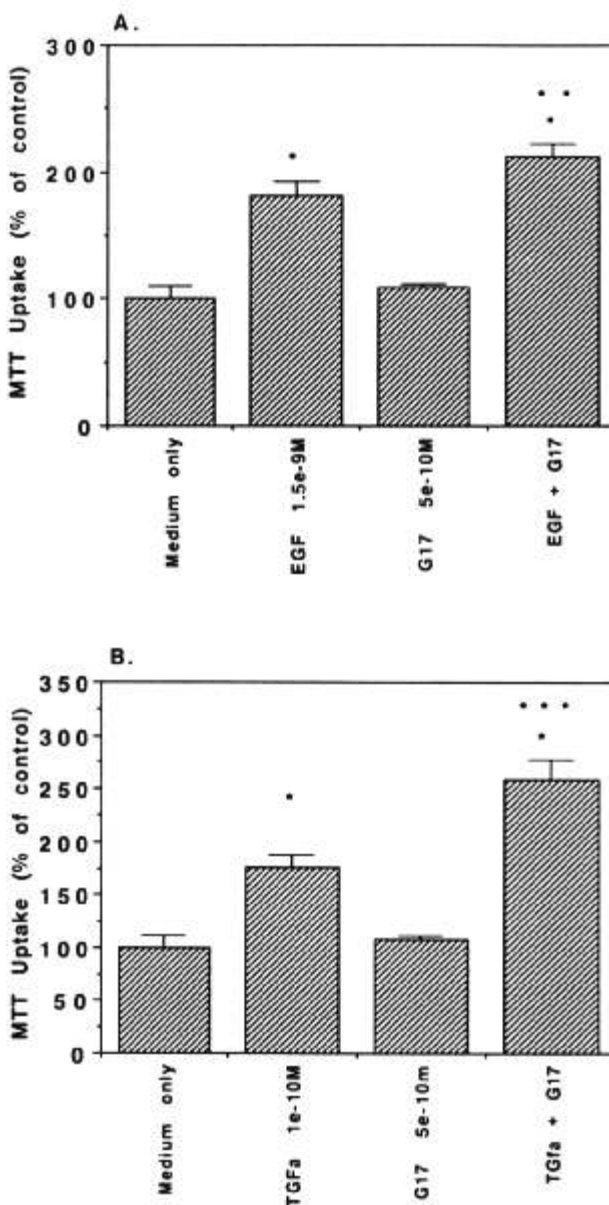 A.
MTT Uptake (% of control)
300
200
100
0
Medium only
EGF 1.5e-9M
G17 5e-10M
EGF + G17
B.
MTT Uptake (% of control)
350
300
250
200
150
100
50
0
Medium only
TGFa 1e-10M
G17 5e-10m
TGfa + G17